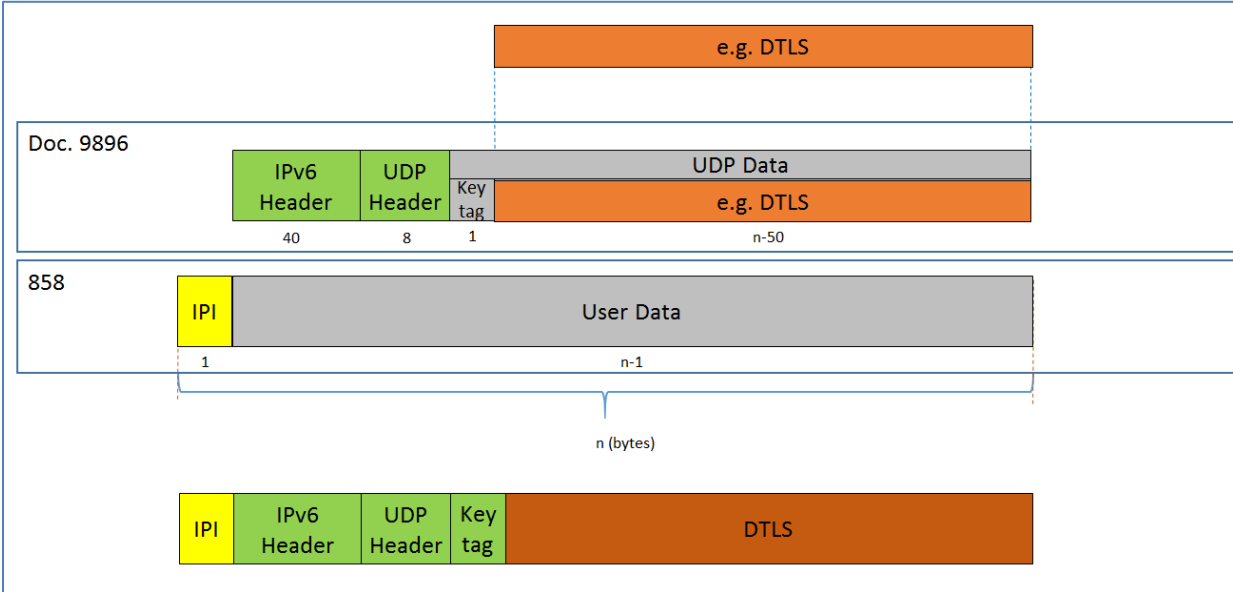 e.g. DTLS
Doc. 9896
IPv6
Header
UDP
Header
UDP Data
Key
tag
e.g. DTLS
40
8
1
n-50
858
IPI
User Data
1
n-1
n (bytes)
IPI
IPv6
Header
UDP
Header
Key
tag
DTLS